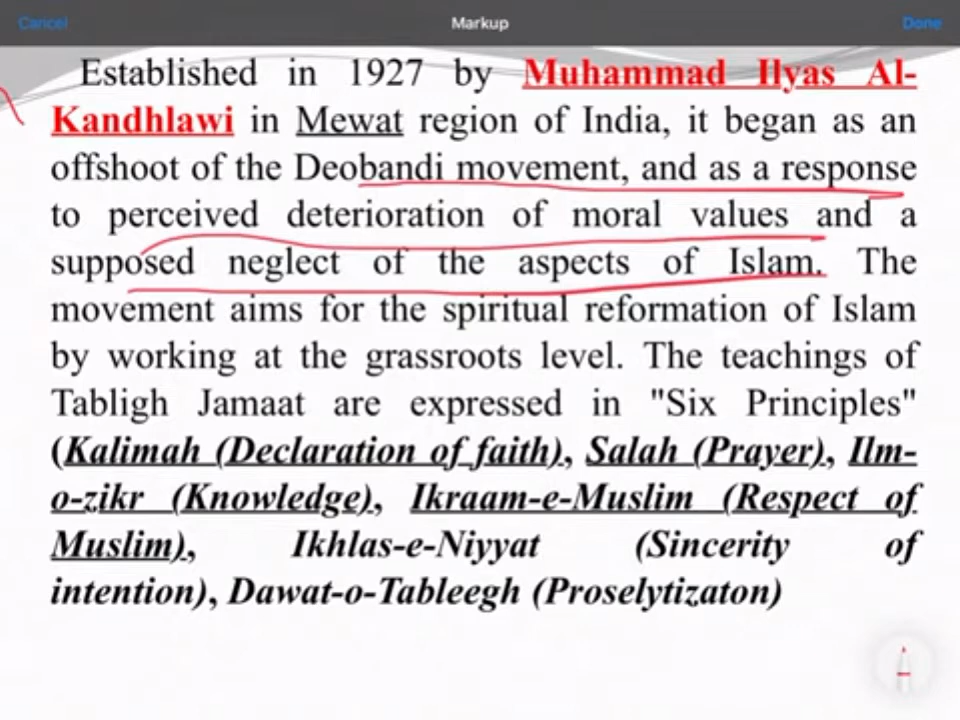 Cancel Markup Done
Established in 1927 by Muhammad Ilyas Al-
Kandhlawi in Mewat region of India, it began as an
offshoot of the Deobandi movement, and as a response
to perceived deterioration of moral values and a
supposed neglect of the aspects of Islam. The
movement aims for the spiritual reformation of Islam
by working at the grassroots level. The teachings of
Tabligh Jamaat are expressed in "Six Principles"
(Kalimah (Declaration of faith), Salah (Prayer), Ilm-
o-zikr (Knowledge), Ikraam-e-Muslim (Respect of
Muslim), Ikhlas-e-Niyyat (Sincerity of
intention), Dawat-o-Tableegh (Proselytizaton)